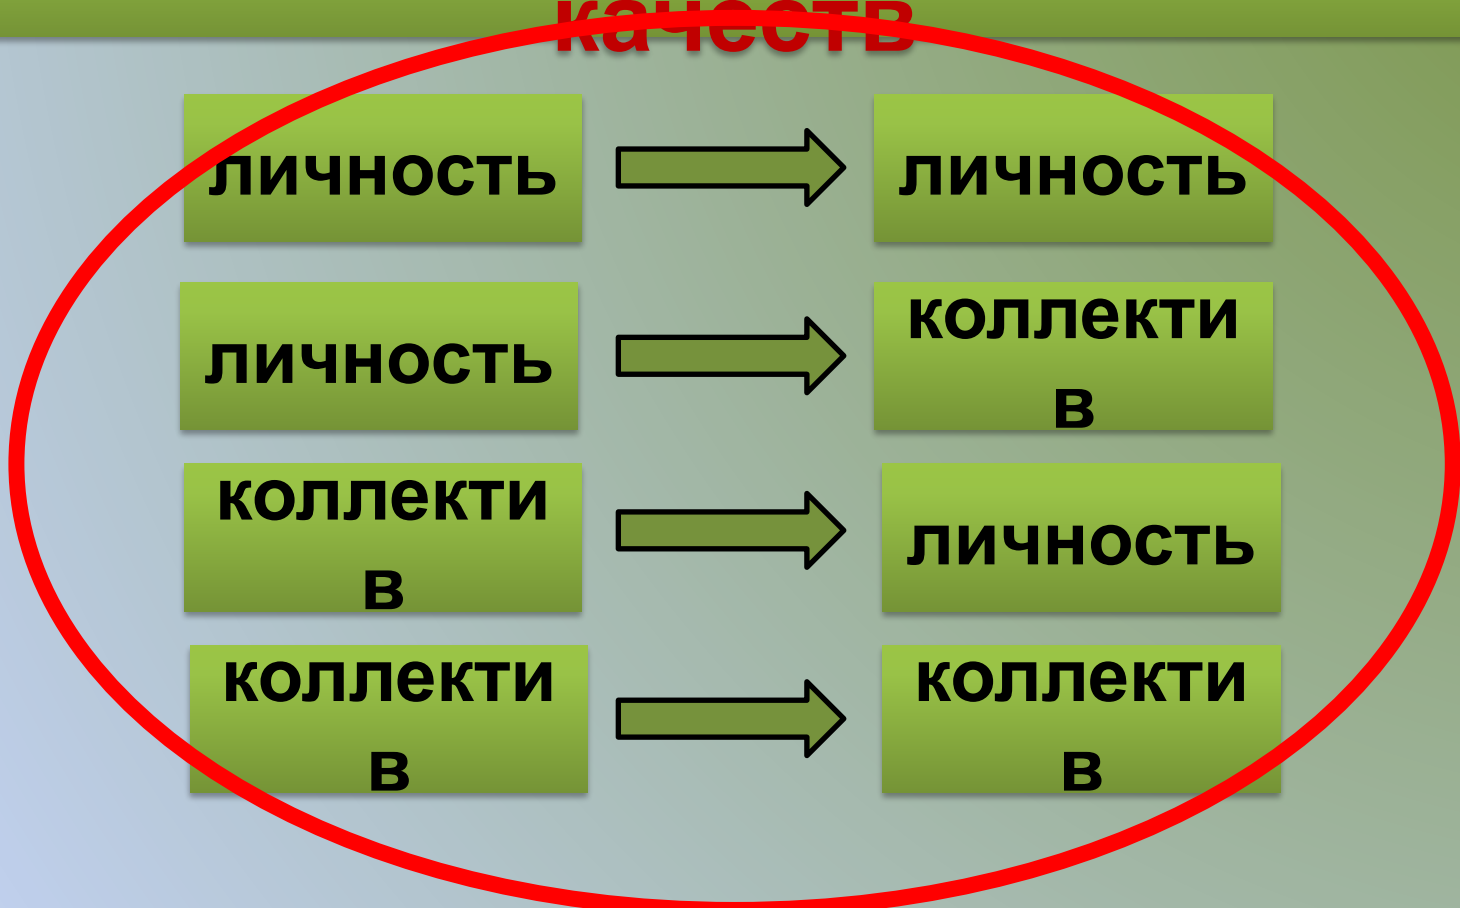 качеств
личность
личность
личность
коллекти
в
коллекти
в
личность
коллекти
в
коллекти
в